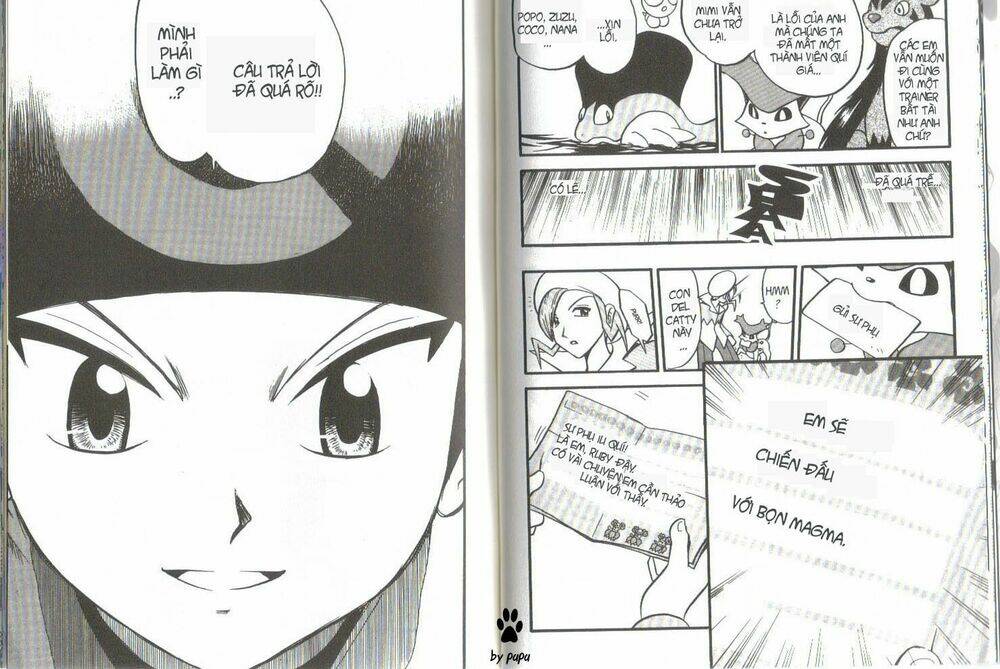 CÁC EM
VẪN MUỐN
ĐI CÙNG
VỚI MỘT
TRAINER
BẤT TÀI
NHƯ ANH
CHỨ?
LÀ LỖI CỦA ANH
MÀ CHÚNG TA
ĐÃ MẤT MỘT
THÀNH VIÊN QUÍ
GIÁ...
MIMI VẪN
CHƯA TRỞ
LẠI.
...XIN
LỖI.
POPO, ZUZU,
COCO, NANA
...
ĐÃ QUÁ TRỄ...
CÓ LẼ...
GỬI SƯ PHỤ
HMM
?
CON
DEL
CATTY
NÀY
...
SƯ PHỤ IU QUÍ!!
LÀ EM, RUBY ĐÂY.
CÓ VÀI CHUYỆN EM CẦN THẢO
LUẬN VỚI THẦY.
EM SẼ
CHIẾN ĐẤU
VỚI BỌN MAGMA.
CÂU TRẢ LỜI
ĐÃ QUÁ RÕ!!
MÌNH
PHẢI
LÀM GÌ
..?
by pupu